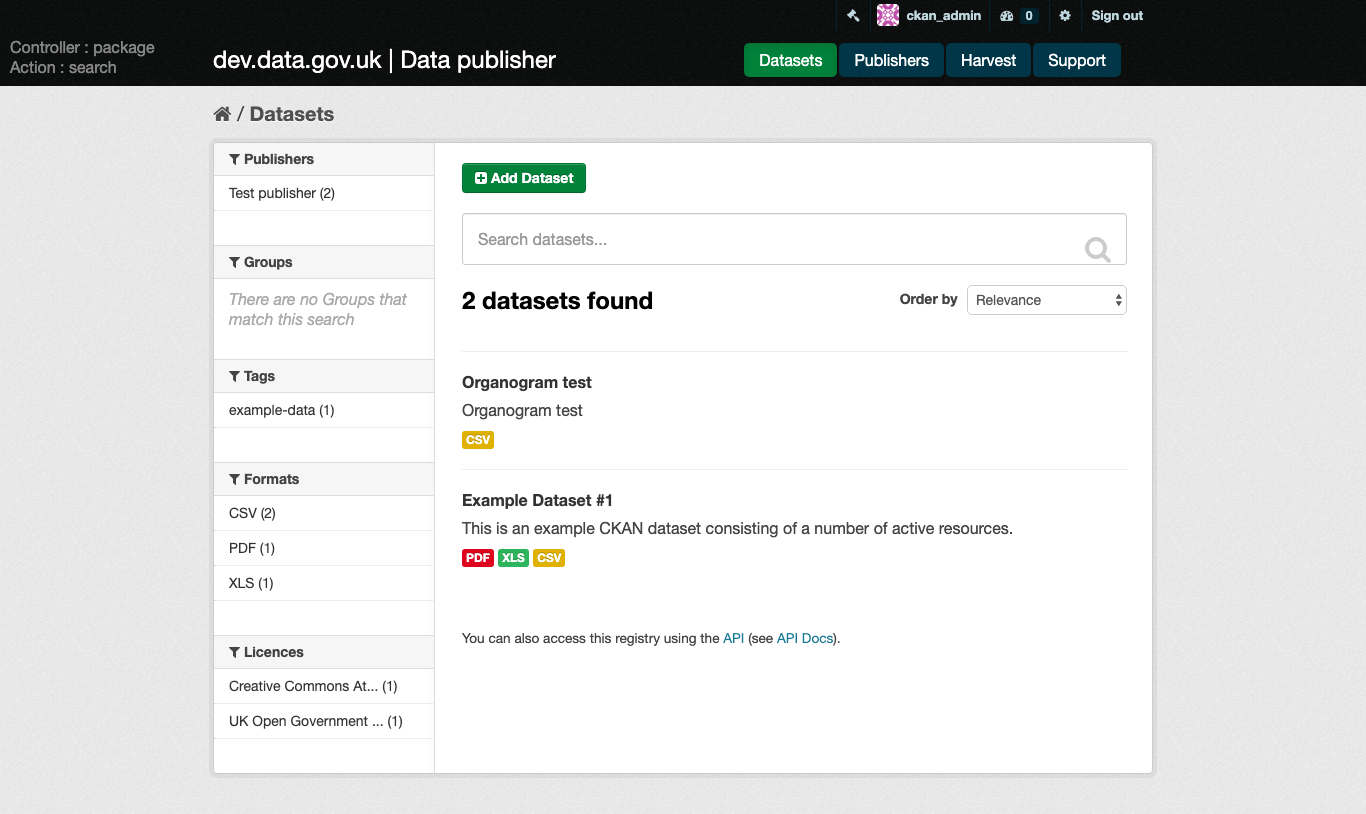 ckan_admin
0
Sign out
Controller : package
Action : search
dev.data.gov.uk | Data publisher
Datasets
Publishers
Harvest
Support
/ Datasets
Publishers
Test publisher (2)
Groups
There are no Groups that
match this search
Tags
example-data (1)
Formats
CSV (2)
PDF (1)
XLS (1)
Licences
Creative Commons At... (1)
UK Open Government ... (1)
Add Dataset
Search datasets...
2 datasets found
Order by
Relevance
Organogram test
Organogram test
CSV
Example Dataset #1
This is an example CKAN dataset consisting of a number of active resources.
PDF XLS CSV
You can also access this registry using the API (see API Docs).